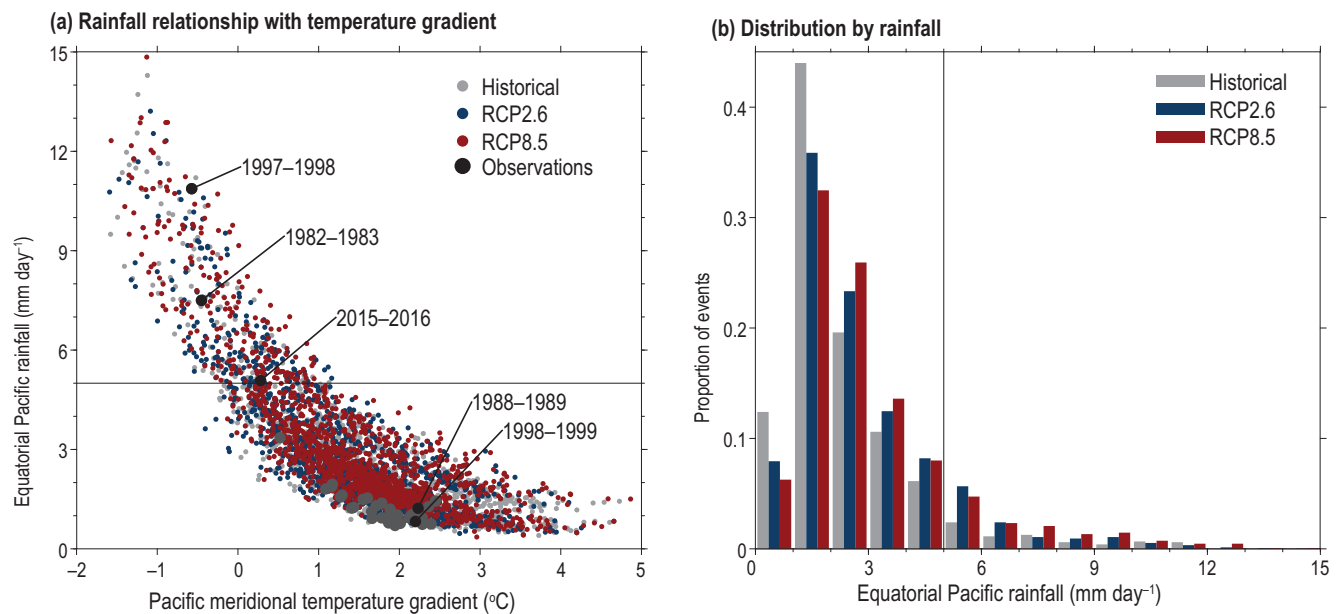 (a) Rainfall relationship with temperature gradient
15
12
9
6
3
0
Equatorial Pacific rainfall (mm day⁻¹)
Historical
RCP2.6
RCP8.5
Observations
1997–1998
1982–1983
2015–2016
1988–1989
1998–1999
–2 –1 0 1 2 3 4 5
Pacific meridional temperature gradient (ºC)
(b) Distribution by rainfall
0.4
0.3
0.2
0.1
0
Proportion of events
Historical
RCP2.6
RCP8.5
0 3 6 9 12 15
Equatorial Pacific rainfall (mm day⁻¹)